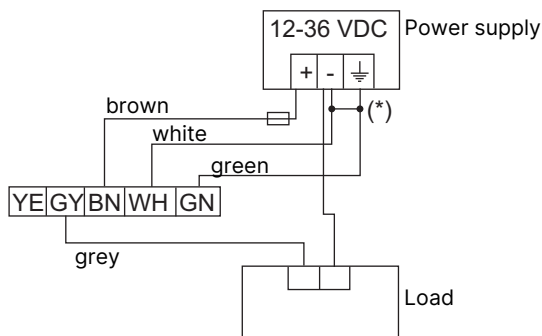 12-36 VDC Power supply
+ -
(*)
brown
white
green
YE GY BN WH GN
grey
Load